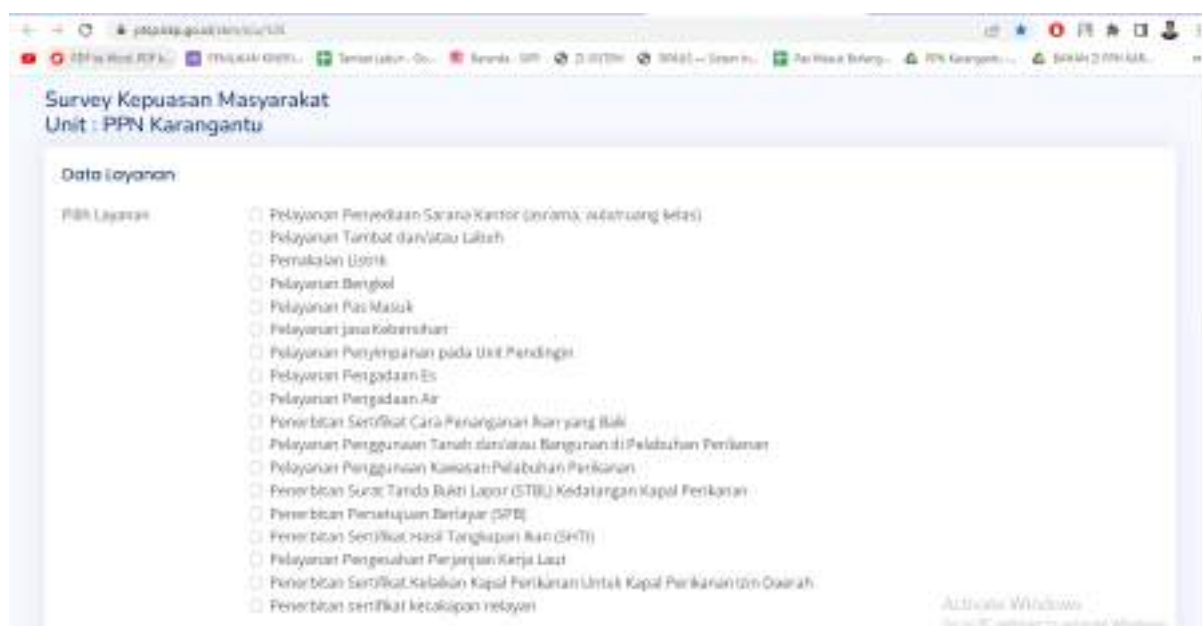 Survey Kepuasan Masyarakat
Unit : PPN Karangantu
Data Layanan
Pilih Layanan
Pelayanan Penyediaan Sarana Kantor (asrama, aula/ruang kelas)
Pelayanan Tambat dan/atau Labuh
Pemakaian Listrik
Pelayanan Bengkel
Pelayanan Pas Masuk
Pelayanan Jasa Kebersihan
Pelayanan Penyimpanan pada Unit Pendingin
Pelayanan Pengadaan Es
Pelayanan Pengadaan Air
Penerbitan Sertifikat Cara Penanganan Ikan yang Baik
Pelayanan Penggunaan Tanah dan/atau Bangunan di Pelabuhan Perikanan
Pelayanan Penggunaan Kawasan Pelabuhan Perikanan
Penerbitan Surat Tanda Bukti Lapor (STBL) Kedatangan Kapal Perikanan
Penerbitan Persetujuan Berlayar (SPB)
Penerbitan Sertifikat Hasil Tangkapan Ikan (SHTI)
Pelayanan Pengesahan Perjanjian Kerja Laut
Penerbitan Sertifikat Kelaikan Kapal Perikanan Untuk Kapal Perikanan Izin Daerah
Penerbitan sertifikat kecakapan nelayan
Activate Windows